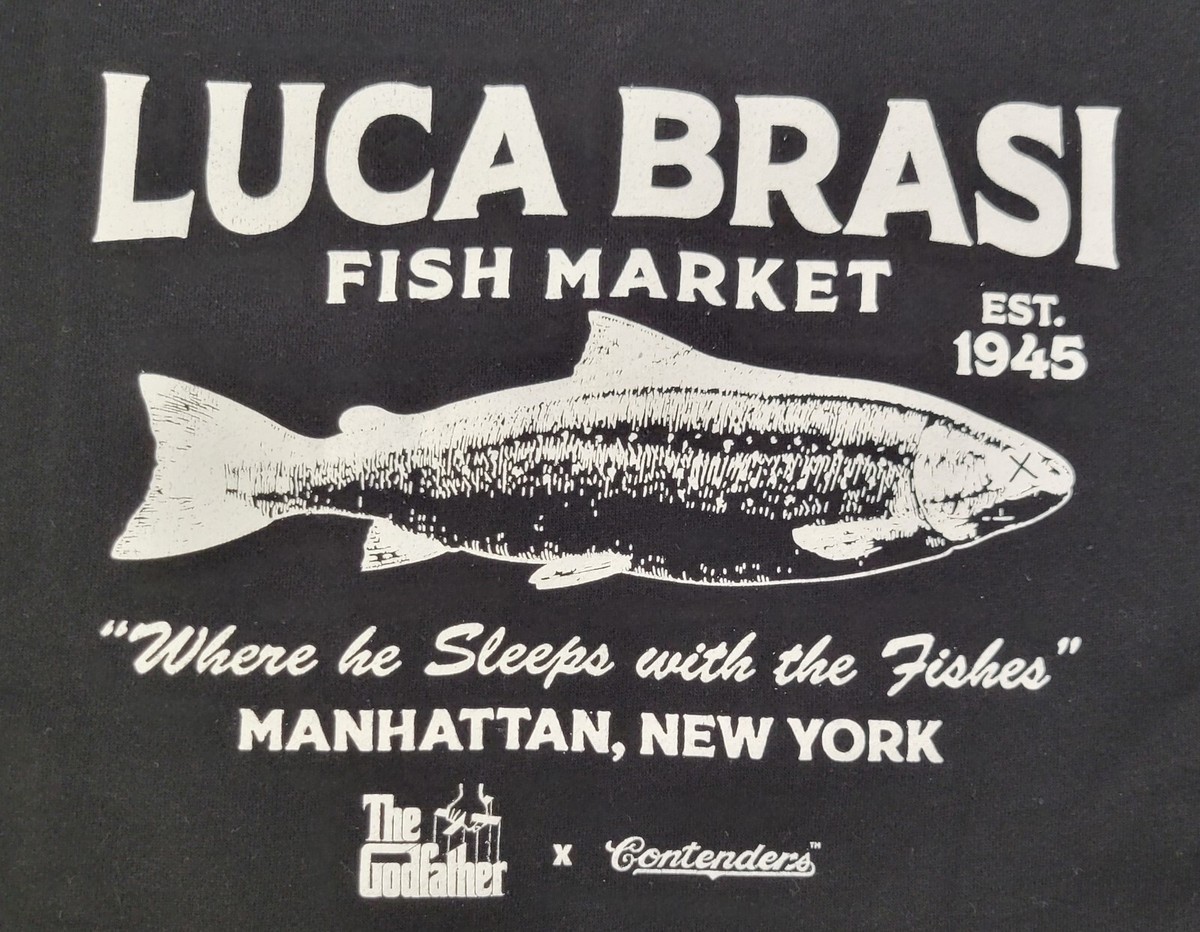 LUCA BRASI
FISH MARKET
EST.
1945
"Where he Sleeps with the Fishes"
MANHATTAN, NEW YORK
The
Godfather
x
Contenders™